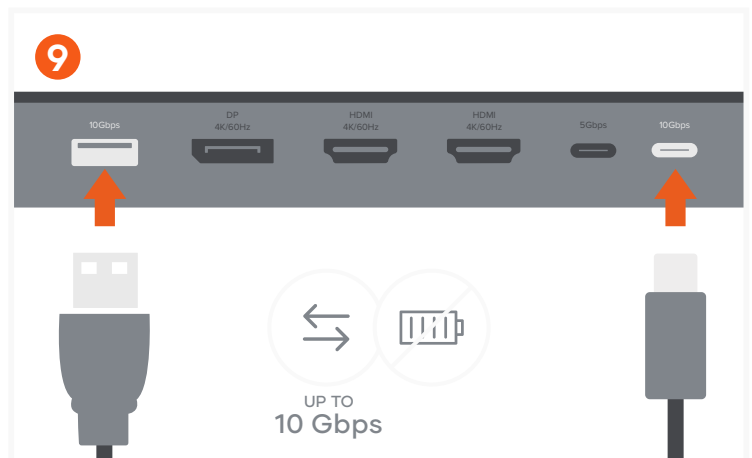 9
10Gbps
DP
4K/60Hz
HDMI
4K/60Hz
HDMI
4K/60Hz
5Gbps
10Gbps
UP TO
10 Gbps